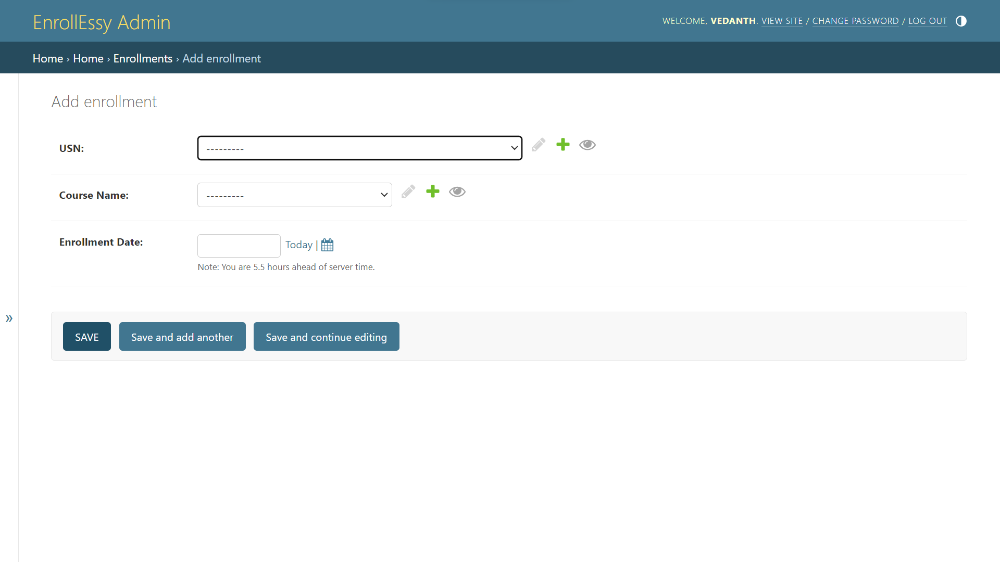 EnrollEssy Admin
WELCOME, VEDANTH. VIEW SITE / CHANGE PASSWORD / LOG OUT
Home › Home › Enrollments › Add enrollment
Add enrollment
USN:
---------
Course Name:
---------
Enrollment Date:
Today |
Note: You are 5.5 hours ahead of server time.
»
SAVE
Save and add another
Save and continue editing